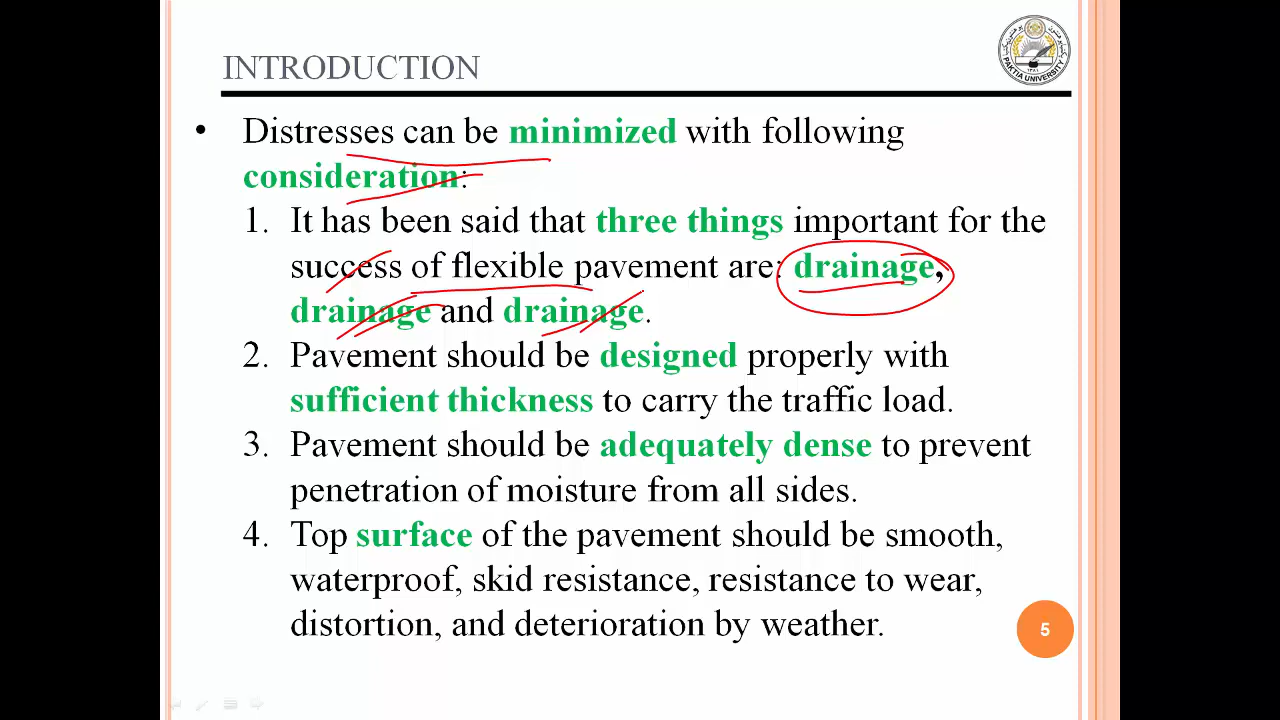 INTRODUCTION
PAKTIA UNIVERSITY
• Distresses can be minimized with following
consideration:
1. It has been said that three things important for the
success of flexible pavement are: drainage,
drainage and drainage.
2. Pavement should be designed properly with
sufficient thickness to carry the traffic load.
3. Pavement should be adequately dense to prevent
penetration of moisture from all sides.
4. Top surface of the pavement should be smooth,
waterproof, skid resistance, resistance to wear,
distortion, and deterioration by weather.
5